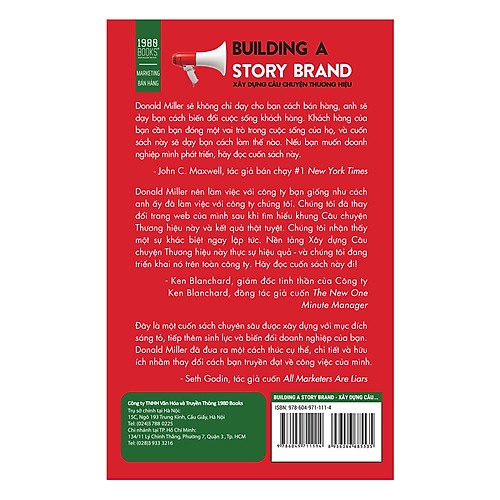 1980
BOOKS
MARKETING
BÁN HÀNG
BUILDING A
STORY BRAND
XÂY DỰNG CÂU CHUYỆN THƯƠNG HIỆU
Donald Miller sẽ không chỉ dạy cho bạn cách bán hàng, anh sẽ
dạy bạn cách biến đổi cuộc sống khách hàng. Khách hàng của
bạn cần bạn đóng một vai trò trong cuộc sống của họ, và cuốn
sách này sẽ dạy bạn cách làm thế nào. Nếu bạn muốn doanh
nghiệp mình phát triển, hãy đọc cuốn sách này.
- John C. Maxwell, tác giả bán chạy #1 New York Times
Donald Miller nên làm việc với công ty bạn giống như cách
anh ấy đã làm việc với công ty chúng tôi. Chúng tôi đã thay
đổi trang web của mình sau khi tìm hiểu khung Câu chuyện
Thương hiệu này và kết quả thật tuyệt. Chúng tôi nhận thấy
một sự khác biệt ngay lập tức. Nền tảng Xây dựng Câu
chuyện Thương hiệu này thực sự hiệu quả - và chúng tôi đang
triển khai nó trên toàn công ty. Hãy đọc cuốn sách này đi!
- Ken Blanchard, giám đốc tinh thần của Công ty
Ken Blanchard, đồng tác giả cuốn The New One
Minute Manager
Đây là một cuốn sách chuyên sâu được xây dựng với mục đích
sáng tỏ, tiếp thêm sinh lực và biến đổi doanh nghiệp của bạn.
Donald Miller đã đưa ra một cách thức cụ thể, chi tiết và hữu
ích nhằm thay đổi cách bạn truyền đạt về công việc của mình.
- Seth Godin, tác giả cuốn All Marketers Are Liars
Công ty TNHH Văn Hóa và Truyền Thông 1980 Books
Trụ sở chính tại Hà Nội:
15C, Ngõ 193 Trung Kính, Cầu Giấy, Hà Nội
Tel: (024)3 788 0225
Chi nhánh tại TP. Hồ Chí Minh:
134/11 Lý Chính Thắng, Phường 7, Quận 3 , Tp. HCM
Tel: (028)3 933 3216
BUILDING A STORY BRAND - XÂY DỰNG CÂU...
ISBN: 978-604-971-111-4
9786049711114
8936066685535